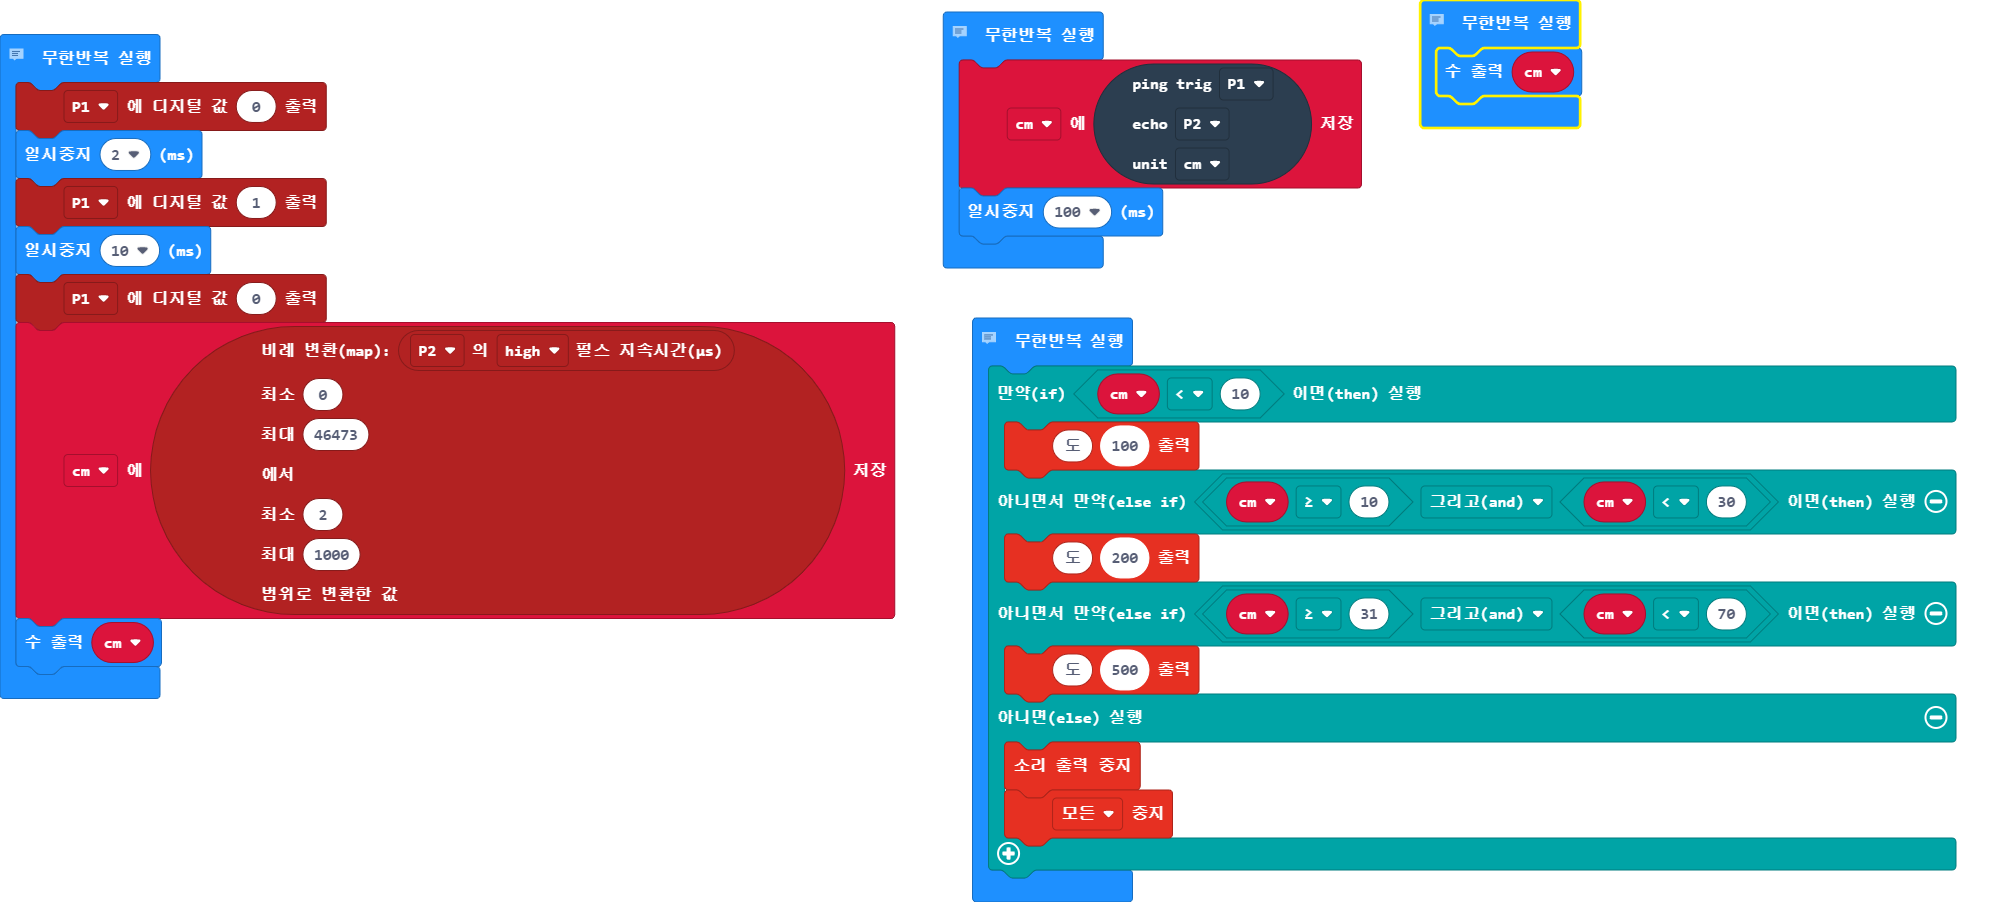 무한반복 실행
P1 에 디지털 값 0 출력
일시중지 2 (ms)
P1 에 디지털 값 1 출력
일시중지 10 (ms)
P1 에 디지털 값 0 출력
비례 변환(map): P2 의 high 펄스 지속시간(μs)
최소 0
최대 46473
cm 에 에서 저장
최소 2
최대 1000
범위로 변환한 값
수 출력 cm
무한반복 실행
ping trig P1
cm 에 echo P2 저장
unit cm
일시중지 100 (ms)
무한반복 실행
수 출력 cm
무한반복 실행
만약(if) cm < 10 이면(then) 실행
도 100 출력
아니면서 만약(else if) cm ≥ 10 그리고(and) cm < 30 이면(then) 실행
도 200 출력
아니면서 만약(else if) cm ≥ 31 그리고(and) cm < 70 이면(then) 실행
도 500 출력
아니면(else) 실행
소리 출력 중지
모든 중지